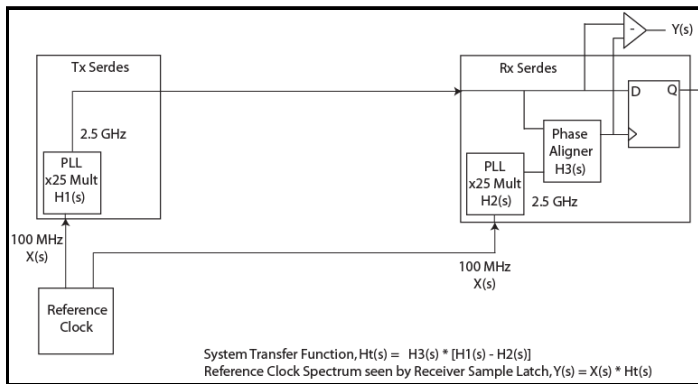 Y(s)
-
Tx Serdes
Rx Serdes
D
Q
2.5 GHz
PLL
x25 Mult
H1(s)
Phase
Aligner
H3(s)
PLL
x25 Mult
H2(s)
2.5 GHz
100 MHz
X(s)
100 MHz
X(s)
Reference
Clock
System Transfer Function, Ht(s) = H3(s) * [H1(s) - H2(s)]
Reference Clock Spectrum seen by Receiver Sample Latch, Y(s) = X(s) * Ht(s)